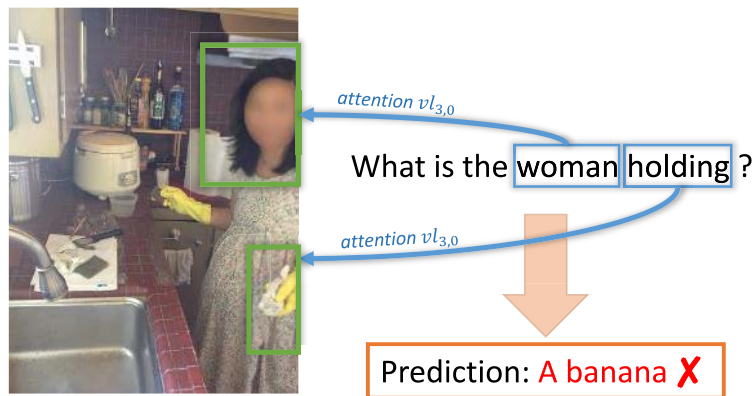 attention vl₃,₀
What is the woman holding ?
attention vl₃,₀
Prediction: A banana ✘